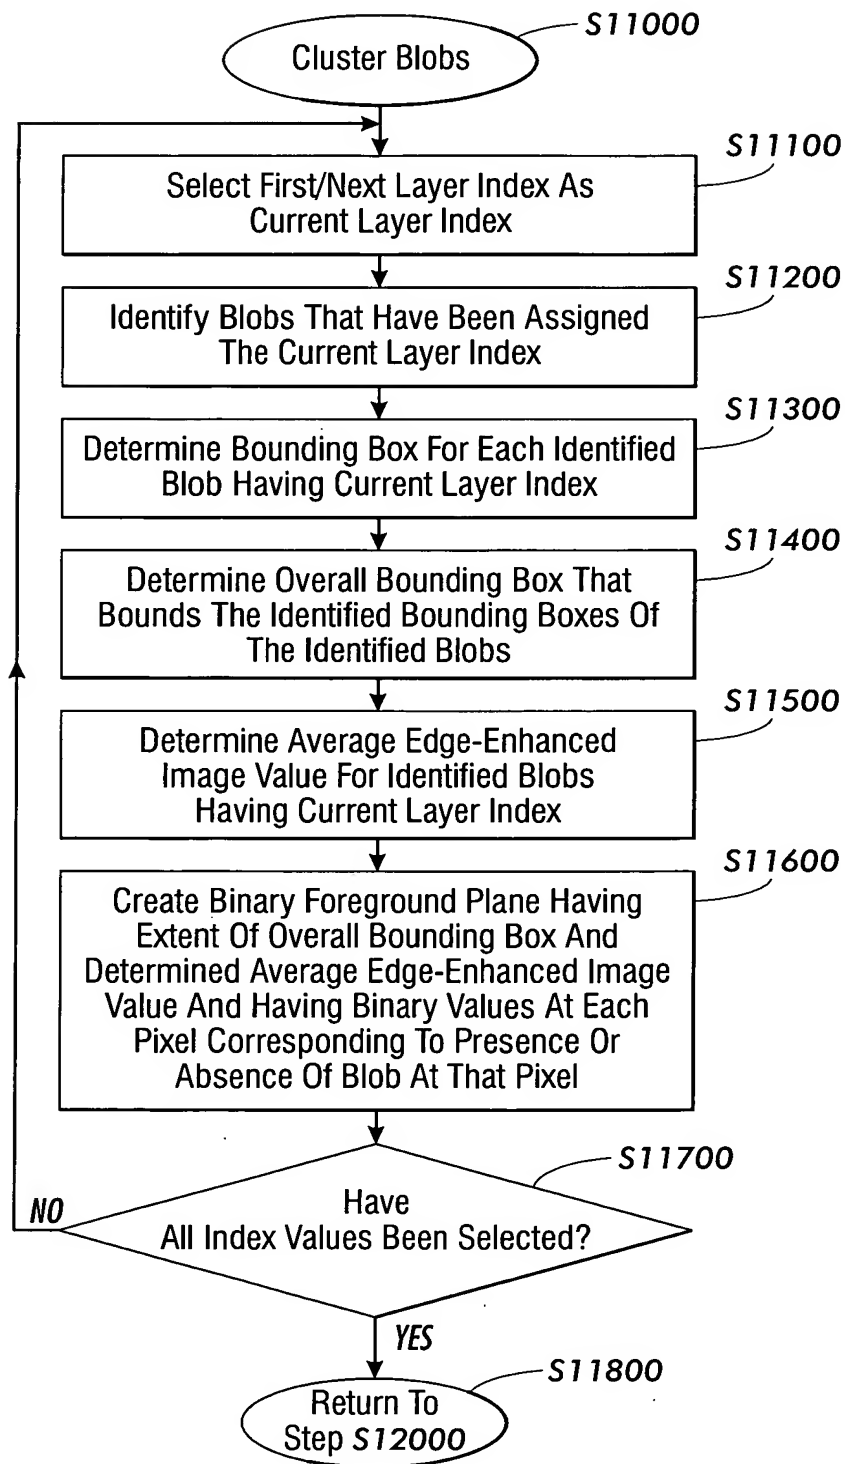 S11000
Cluster Blobs
S11100
Select First/Next Layer Index As
Current Layer Index
S11200
Identify Blobs That Have Been Assigned
The Current Layer Index
S11300
Determine Bounding Box For Each Identified
Blob Having Current Layer Index
S11400
Determine Overall Bounding Box That
Bounds The Identified Bounding Boxes Of
The Identified Blobs
S11500
Determine Average Edge-Enhanced
Image Value For Identified Blobs
Having Current Layer Index
S11600
Create Binary Foreground Plane Having
Extent Of Overall Bounding Box And
Determined Average Edge-Enhanced Image
Value And Having Binary Values At Each
Pixel Corresponding To Presence Or
Absence Of Blob At That Pixel
S11700
Have
All Index Values Been Selected?
NO
YES
S11800
Return To
Step S12000